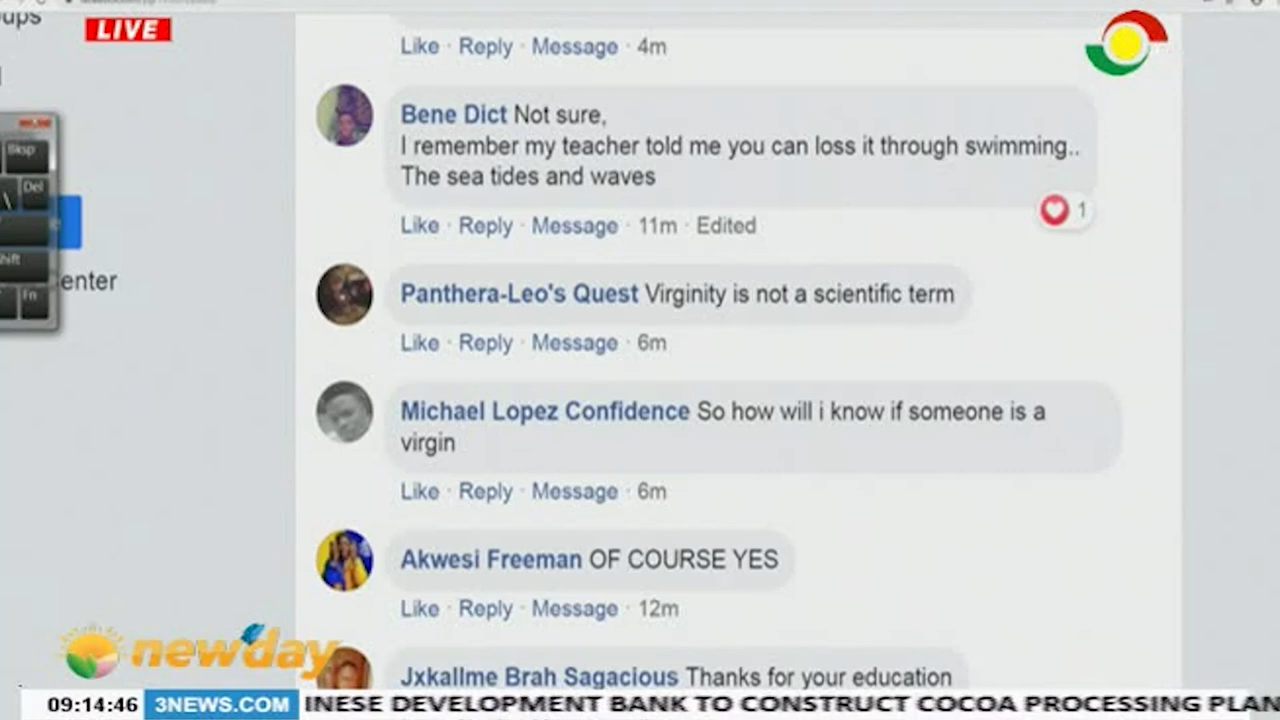 LIVE
Like · Reply · Message · 4m
Bene Dict Not sure,
I remember my teacher told me you can loss it through swimming..
The sea tides and waves
1
Like · Reply · Message · 11m · Edited
Bksp
\ Del
enter
Fn
Panthera-Leo's Quest Virginity is not a scientific term
Like · Reply · Message · 6m
Michael Lopez Confidence So how will i know if someone is a
virgin
Like · Reply · Message · 6m
Akwesi Freeman OF COURSE YES
Like · Reply · Message · 12m
newday
Jxkallme Brah Sagacious Thanks for your education
09:14:46 3NEWS.COM INESE DEVELOPMENT BANK TO CONSTRUCT COCOA PROCESSING PLAN